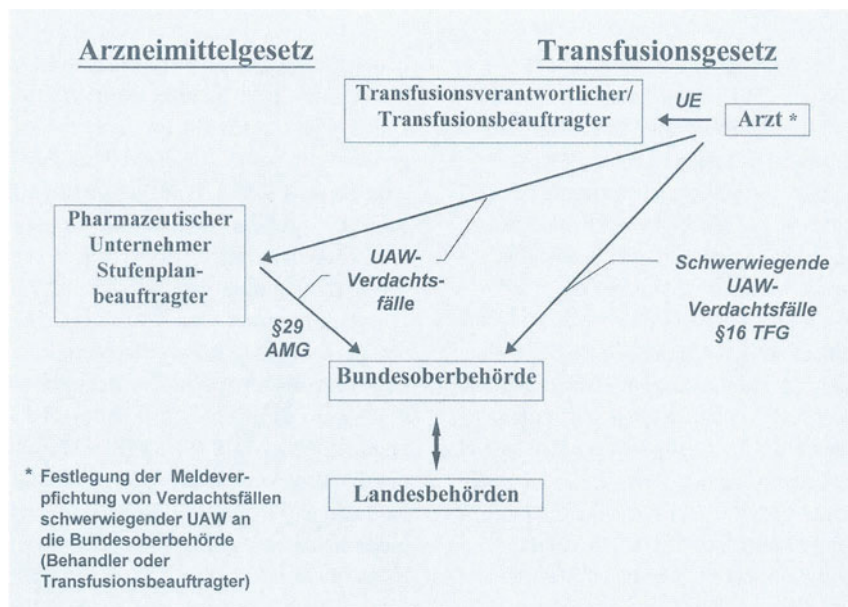 Arzneimittelgesetz
Transfusionsgesetz
Transfusionsverantwortlicher/
Transfusionsbeauftragter
UE
Arzt *
Pharmazeutischer
Unternehmer
Stufenplan-
beauftragter
UAW-
Verdachts-
fälle
Schwerwiegende
UAW-
Verdachtsfälle
§16 TFG
§29
AMG
Bundesoberbehörde
Landesbehörden
* Festlegung der Meldever-
pfichtung von Verdachtsfällen
schwerwiegender UAW an
die Bundesoberbehörde
(Behandler oder
Transfusionsbeauftragter)